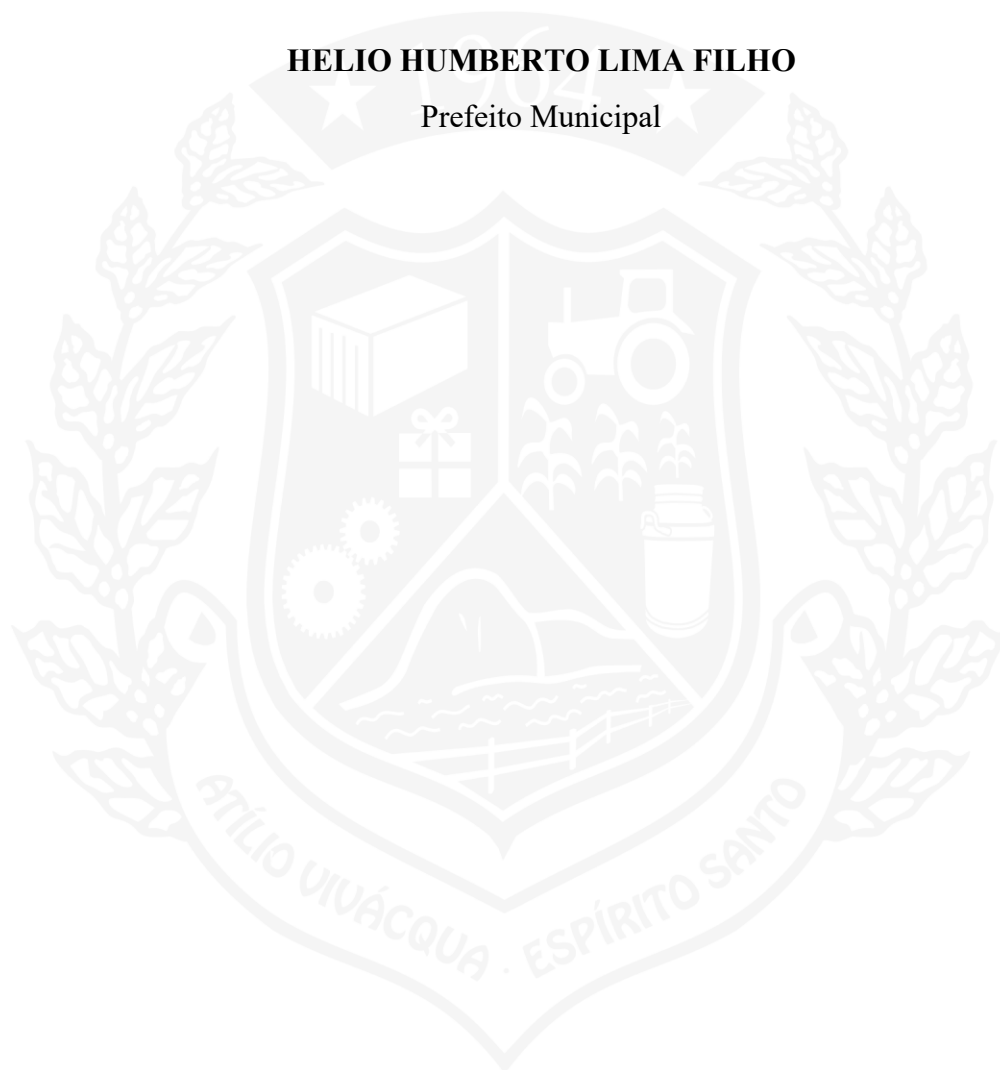 HELIO HUMBERTO LIMA FILHO
Prefeito Municipal
1964
ATÍLIO VIVÁCQUA · ESPÍRITO SANTO